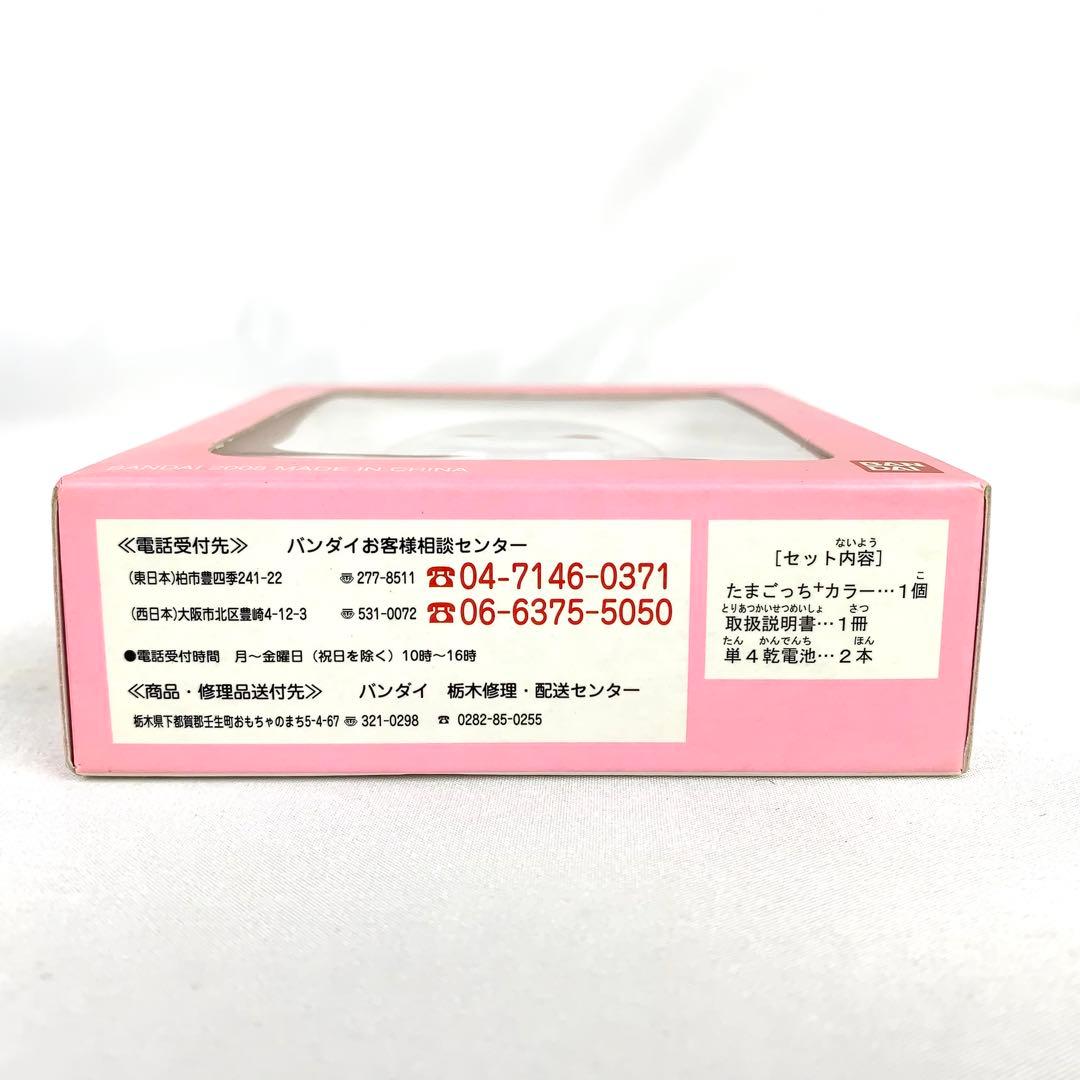 BANDAI 2008 MADE IN CHINA
BAN
DAI
≪電話受付先≫ バンダイお客様相談センター
(東日本)柏市豊四季241-22 〠 277-8511 ☎04-7146-0371
(西日本)大阪市北区豊崎4-12-3 〠 531-0072 ☎06-6375-5050
●電話受付時間 月～金曜日（祝日を除く）10時～16時
≪商品・修理品送付先≫ バンダイ 栃木修理・配送センター
栃木県下都賀郡壬生町おもちゃのまち5-4-67 〠 321-0298 ☎ 0282-85-0255
ないよう
[セット内容]
こ
たまごっち+カラー…1個
とりあつかいせつめいしょ さつ
取扱説明書…1冊
たん かんでんち ほん
単4乾電池…2本